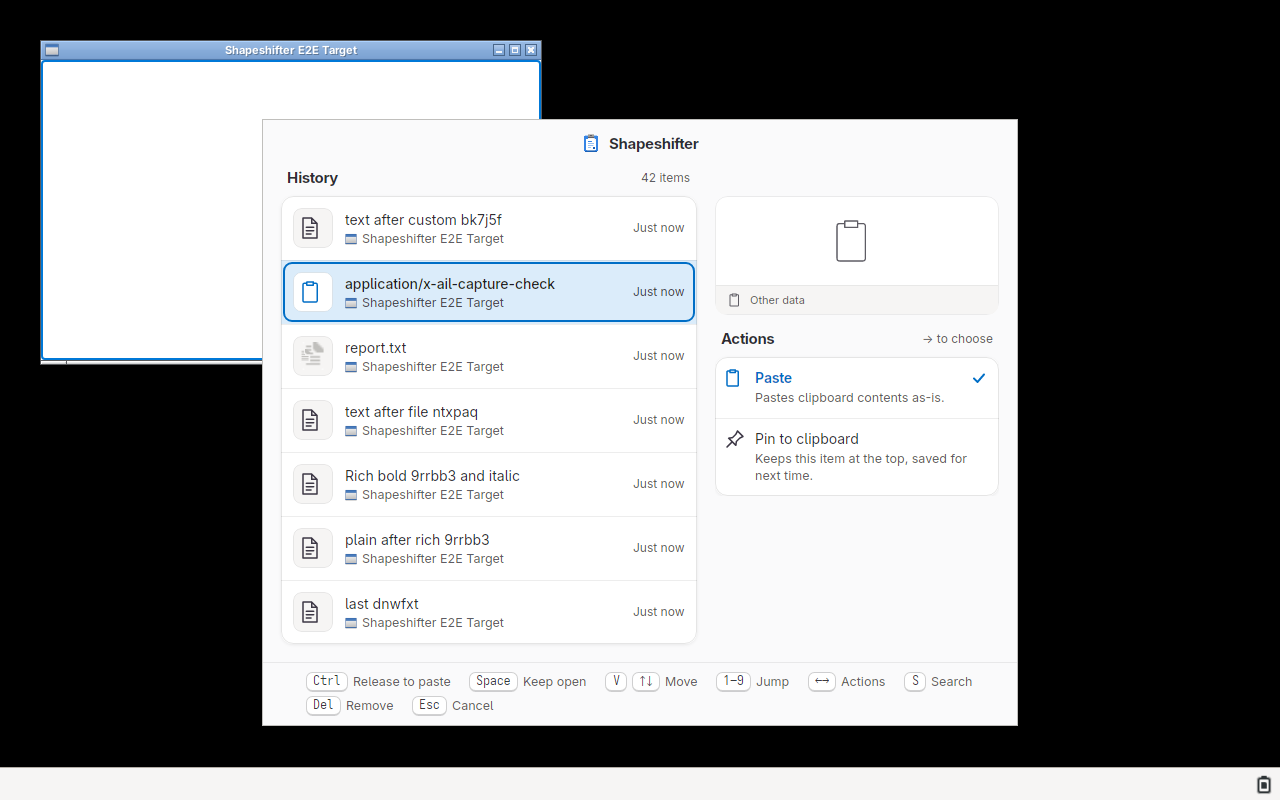 Shapeshifter E2E Target
Shapeshifter
History
42 items
text after custom bk7j5f
Shapeshifter E2E Target
Just now
application/x-ail-capture-check
Shapeshifter E2E Target
Just now
report.txt
Shapeshifter E2E Target
Just now
text after file ntxpaq
Shapeshifter E2E Target
Just now
Rich bold 9rrbb3 and italic
Shapeshifter E2E Target
Just now
plain after rich 9rrbb3
Shapeshifter E2E Target
Just now
last dnwfxt
Shapeshifter E2E Target
Just now
Other data
Actions
→ to choose
Paste
Pastes clipboard contents as-is.
Pin to clipboard
Keeps this item at the top, saved for
next time.
Ctrl Release to paste Space Keep open V ↑↓ Move 1–9 Jump ←→ Actions S Search
Del Remove Esc Cancel